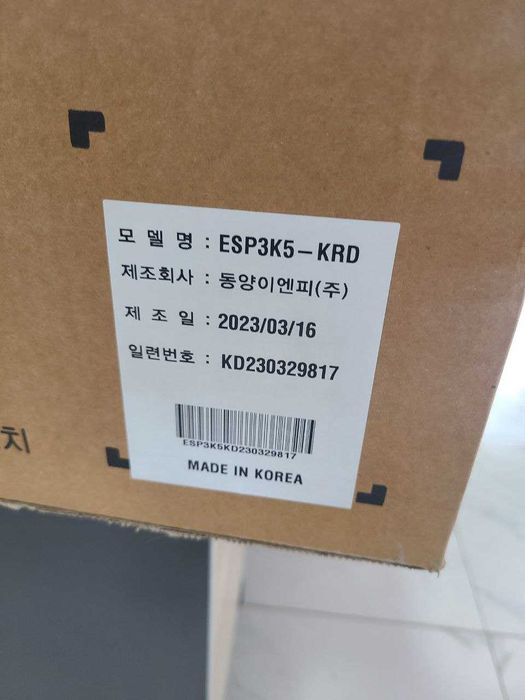 모 델 명 : ESP3K5-KRD
제조회사 : 동양이엔피(주)
제 조 일 : 2023/03/16
일련번호 : KD230329817
ESP3K5KD230329817
MADE IN KOREA
치